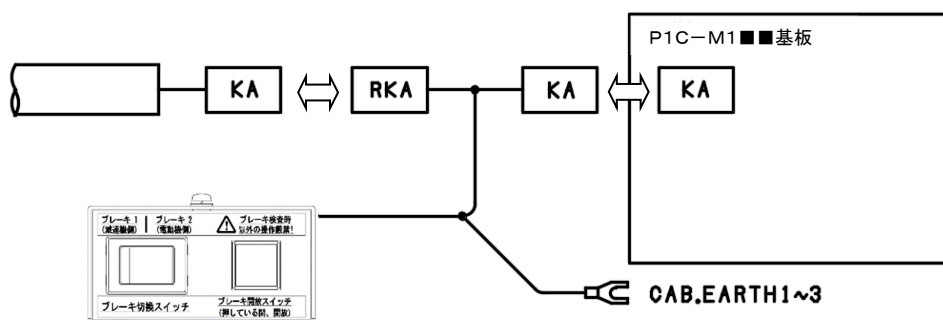 P1C-M1■■基板
KA
RKA
KA
KA
ブレーキ1
(減速機側)
ブレーキ2
(電動機側)
ブレーキ検査時
以外の操作厳禁!
ブレーキ切換スイッチ
ブレーキ開放スイッチ
(押している間、開放)
CAB.EARTH1~3